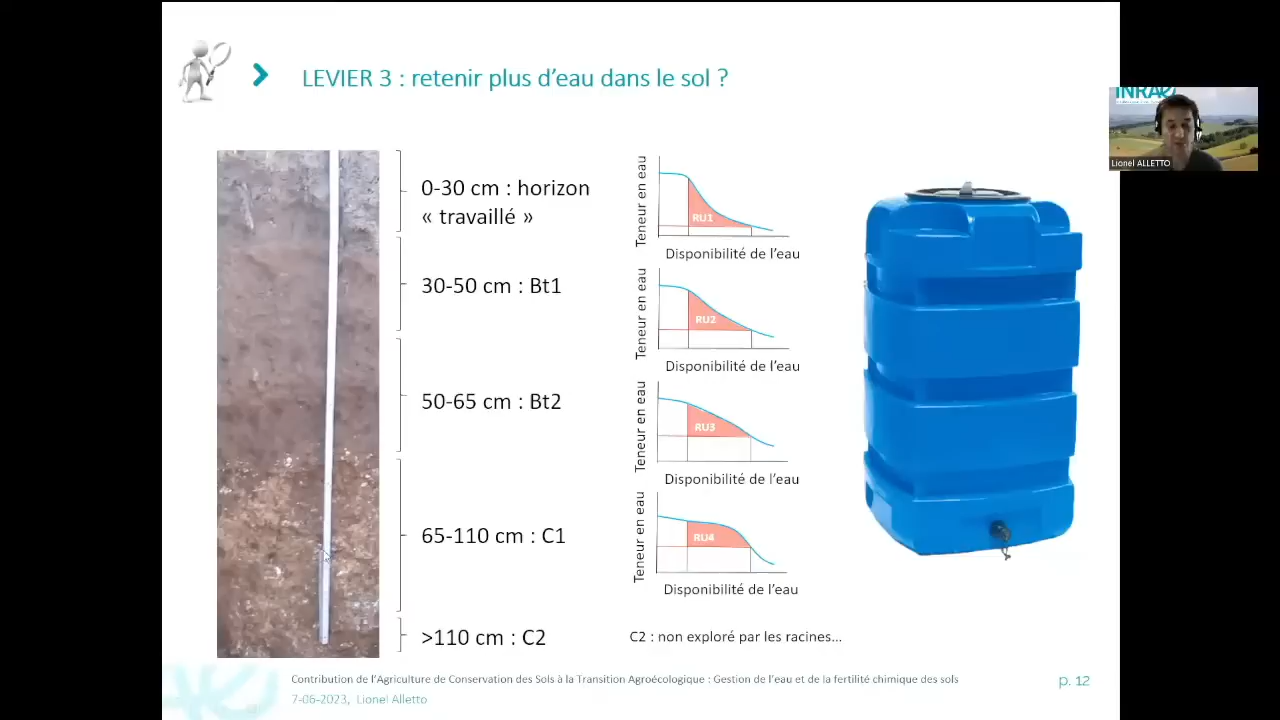 LEVIER 3 : retenir plus d'eau dans le sol ?
INRAE
Lionel ALLETTO
0-30 cm : horizon
« travaillé »
30-50 cm : Bt1
50-65 cm : Bt2
65-110 cm : C1
>110 cm : C2
Teneur en eau
RU1
Disponibilité de l'eau
Teneur en eau
RU2
Disponibilité de l'eau
Teneur en eau
RU3
Disponibilité de l'eau
Teneur en eau
RU4
Disponibilité de l'eau
C2 : non exploré par les racines...
Contribution de l'Agriculture de Conservation des Sols à la Transition Agroécologique : Gestion de l'eau et de la fertilité chimique des sols
7-06-2023, Lionel Alletto
p. 12